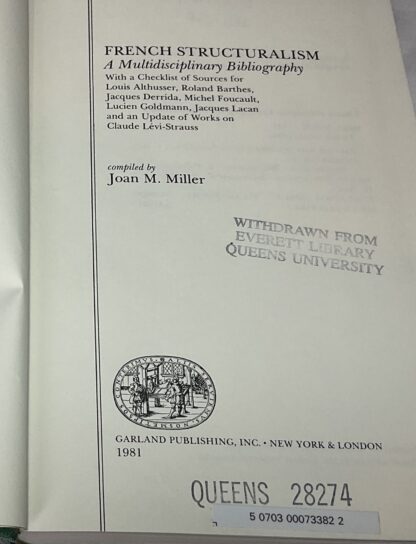 FRENCH STRUCTURALISM
A Multidisciplinary Bibliography
With a Checklist of Sources for
Louis Althusser, Roland Barthes,
Jacques Derrida, Michel Foucault,
Lucien Goldmann, Jacques Lacan
and an Update of Works on
Claude Lévi-Strauss
compiled by
Joan M. Miller
WITHDRAWN FROM
EVERETT LIBRARY
QUEENS UNIVERSITY
GARLAND PUBLISHING, INC. • NEW YORK & LONDON
1981
QUEENS 28274
5 0703 00073382 2